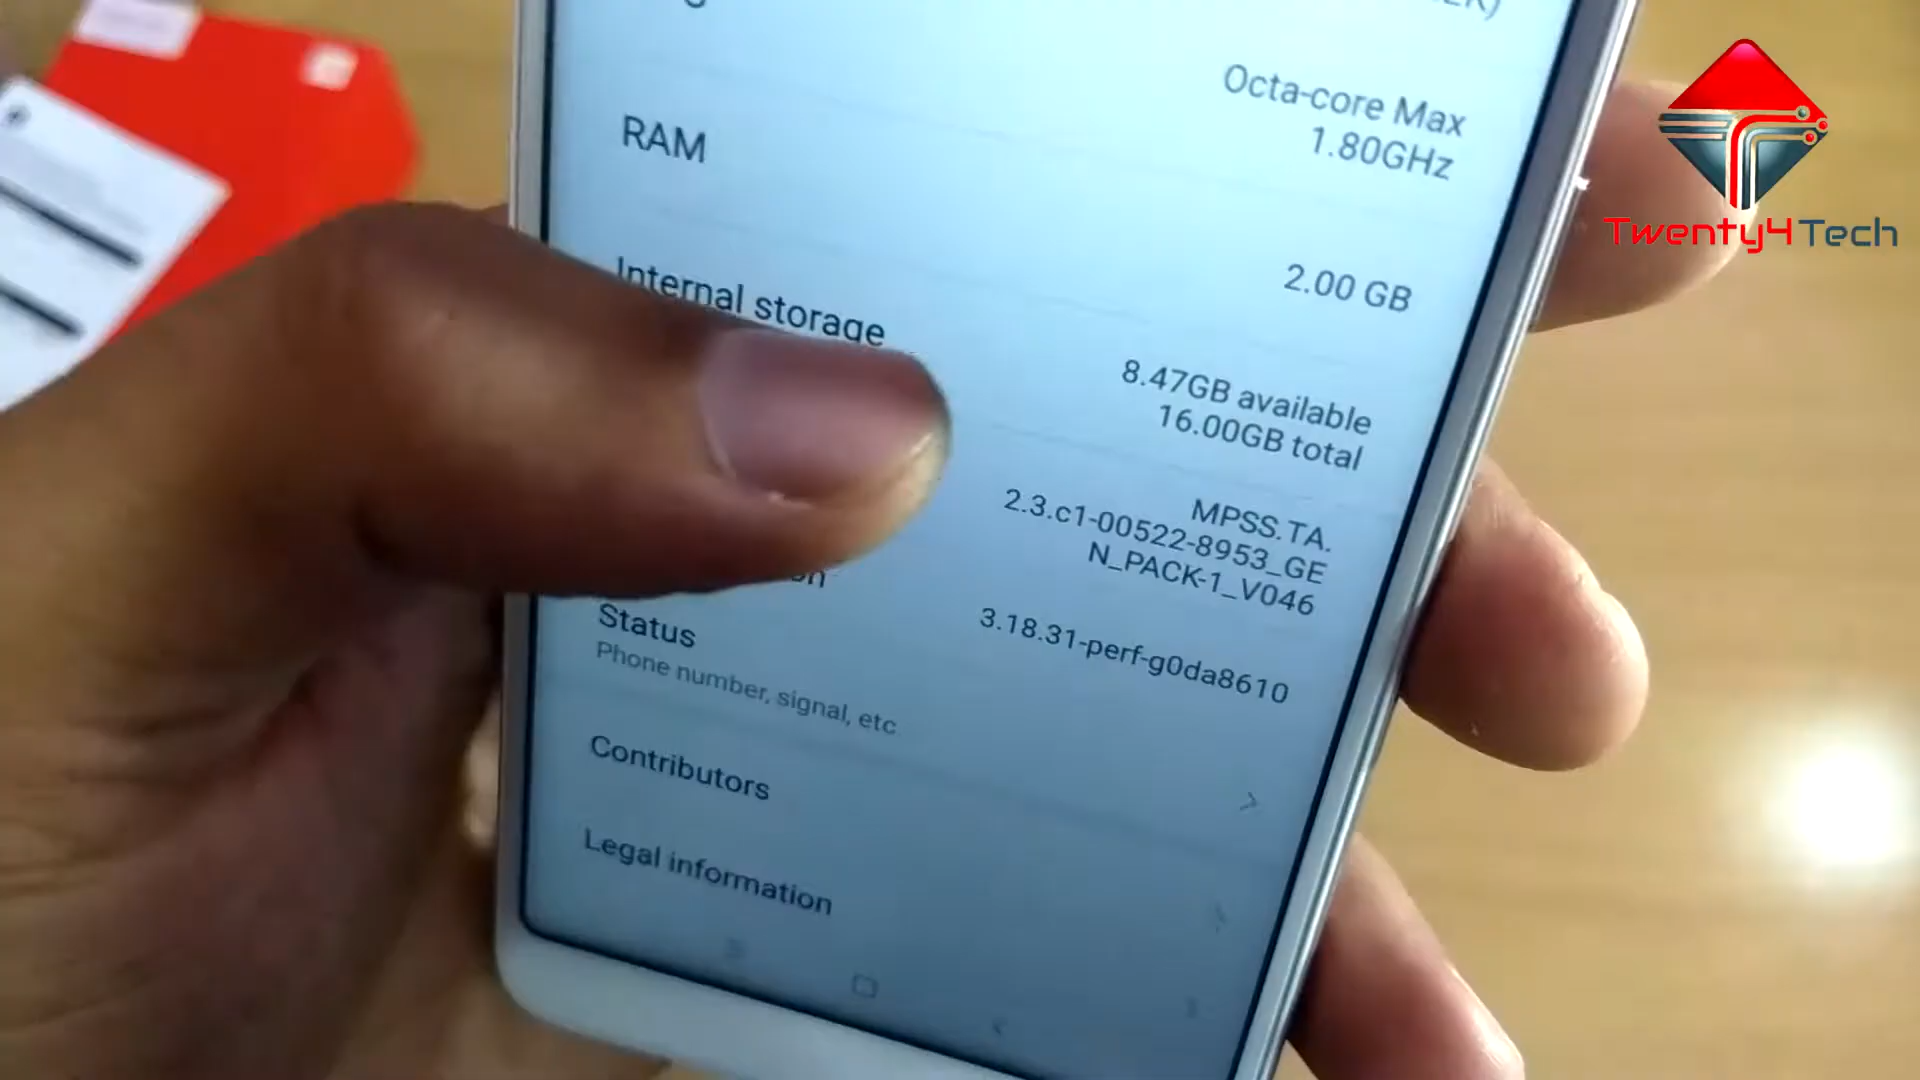 Octa-core Max
1.80GHz
RAM
2.00 GB
Internal storage
8.47GB available
16.00GB total
MPSS.TA.
2.3.c1-00522-8953_GE
N_PACK-1_V046
3.18.31-perf-g0da8610
Status
Phone number, signal, etc
Contributors
Legal information
Twenty4Tech